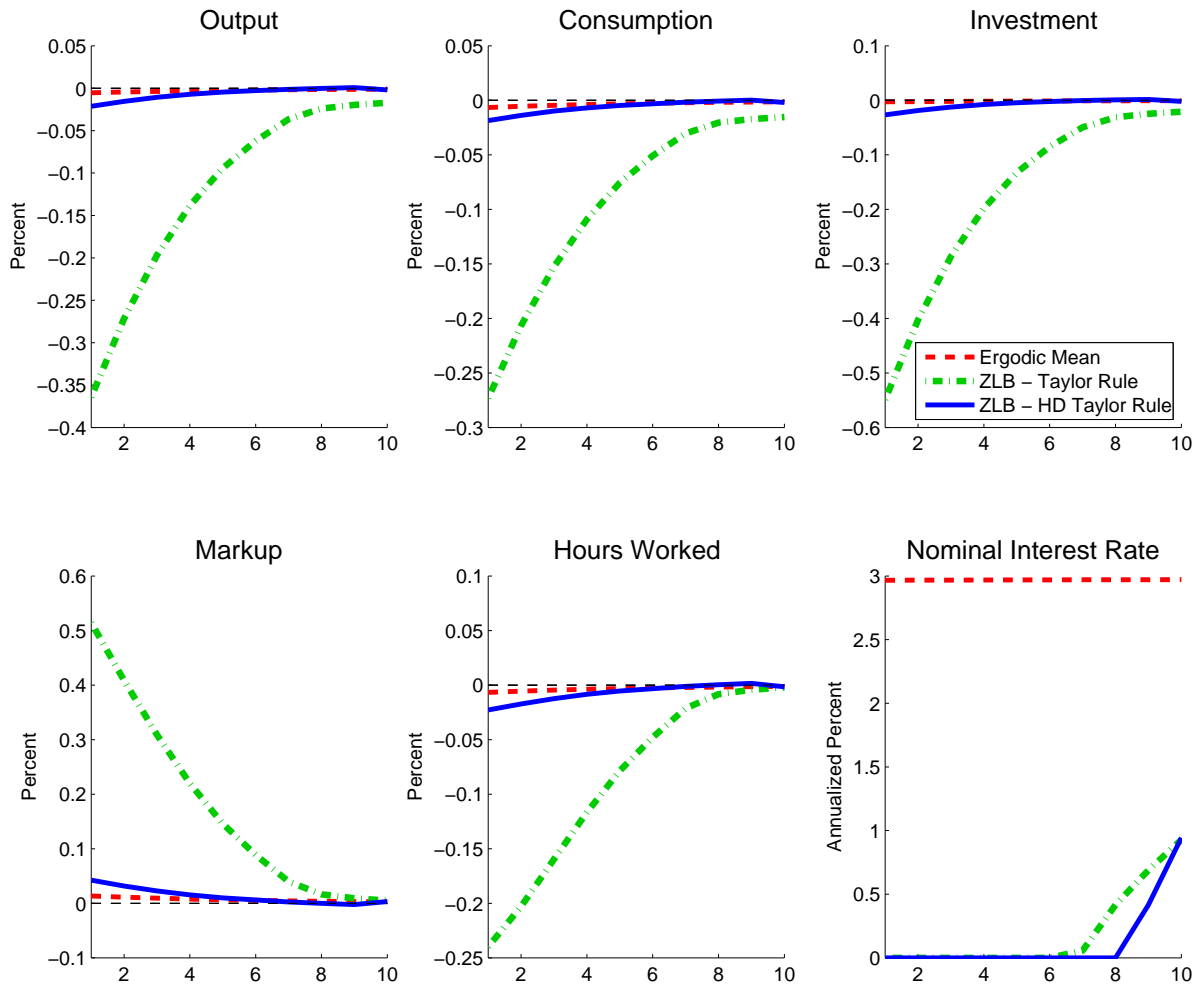 Output
Percent
0.05
0
−0.05
−0.1
−0.15
−0.2
−0.25
−0.3
−0.35
−0.4
2 4 6 8 10
Consumption
Percent
0.05
0
−0.05
−0.1
−0.15
−0.2
−0.25
−0.3
2 4 6 8 10
Investment
Percent
0.1
0
−0.1
−0.2
−0.3
−0.4
−0.5
−0.6
2 4 6 8 10
Ergodic Mean
ZLB − Taylor Rule
ZLB − HD Taylor Rule
Markup
Percent
0.6
0.5
0.4
0.3
0.2
0.1
0
−0.1
2 4 6 8 10
Hours Worked
Percent
0.1
0.05
0
−0.05
−0.1
−0.15
−0.2
−0.25
2 4 6 8 10
Nominal Interest Rate
Annualized Percent
3
2.5
2
1.5
1
0.5
0
2 4 6 8 10